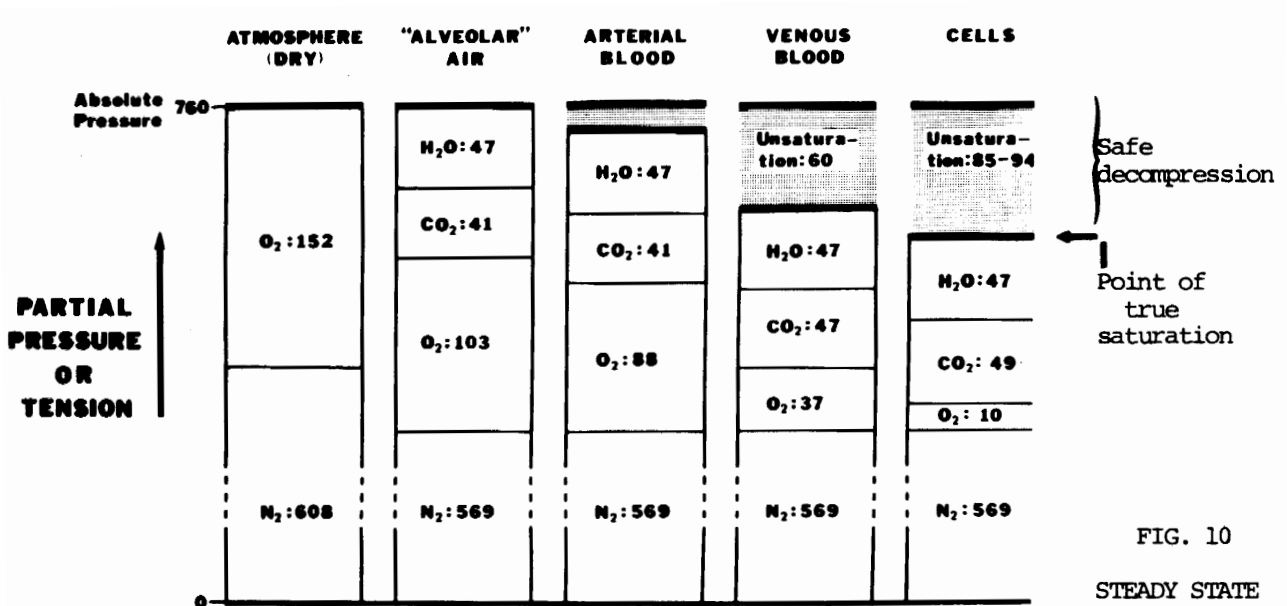 ATMOSPHERE
(DRY)
"ALVEOLAR"
AIR
ARTERIAL
BLOOD
VENOUS
BLOOD
CELLS
Absolute
Pressure
760
0
PARTIAL
PRESSURE
OR
TENSION
O₂:152
N₂:608
H₂O:47
CO₂:41
O₂:103
N₂:569
H₂O:47
CO₂:41
O₂:88
N₂:569
Unsatura-
tion:60
H₂O:47
CO₂:47
O₂:37
N₂:569
Unsatura-
tion:85-94
H₂O:47
CO₂: 49
O₂: 10
N₂:569
Safe
decompression
Point of
true
saturation
FIG. 10
STEADY STATE